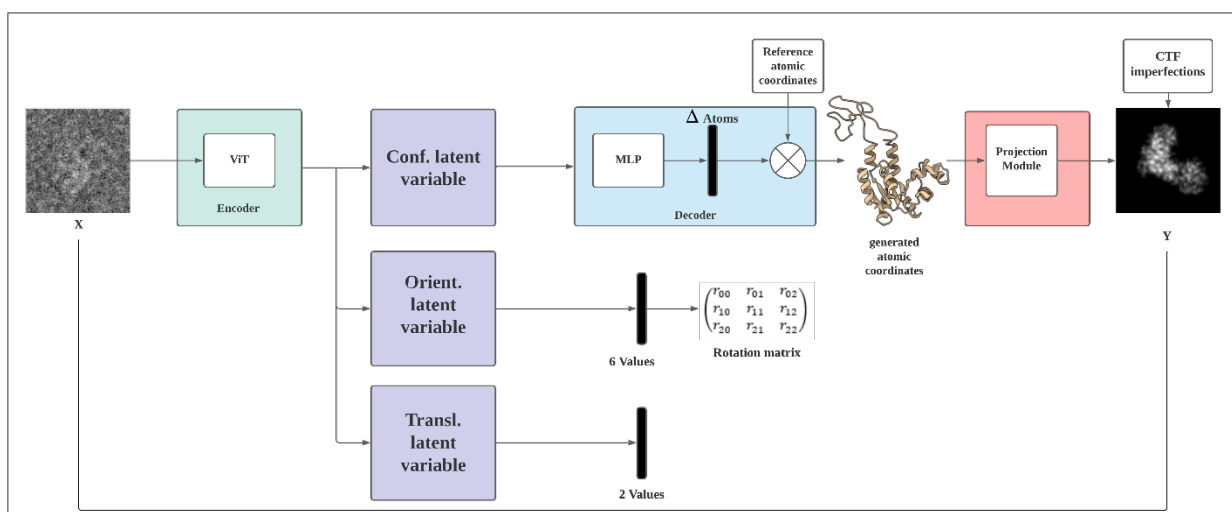 X
ViT
Encoder
Conf. latent
variable
Orient.
latent
variable
Transl.
latent
variable
MLP
Δ Atoms
Decoder
Reference
atomic
coordinates
generated
atomic
coordinates
Projection
Module
CTF
imperfections
Y
6 Values
r00 r01 r02
r10 r11 r12
r20 r21 r22
Rotation matrix
2 Values